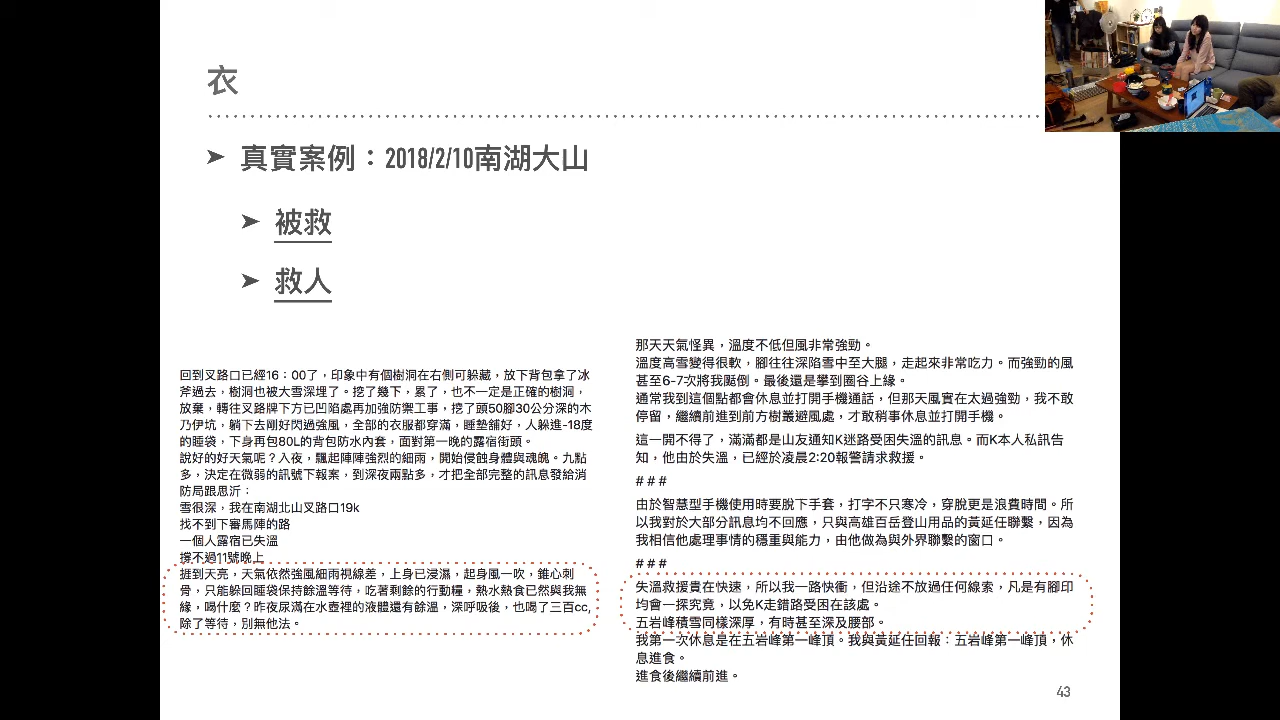 衣
真實案例：2018/2/10南湖大山
被救
救人
回到叉路口已經16：00了，印象中有個樹洞在右側可躲藏，放下背包拿了冰
斧過去，樹洞也被大雪深埋了。挖了幾下，累了，也不一定是正確的樹洞，
放棄，轉往叉路牌下方已凹陷處再加強防禦工事，挖了頭50腳30公分深的木
乃伊坑，躺下去剛好閃過強風，全部的衣服都穿滿，睡墊舖好，人躲進-18度
的睡袋，下身再包80L的背包防水內套，面對第一晚的露宿街頭。
說好的好天氣呢？入夜，飄起陣陣強烈的細雨，開始侵蝕身體與魂魄。九點
多，決定在微弱的訊號下報案，到深夜兩點多，才把全部完整的訊息發給消
防局跟思沂：
雪很深，我在南湖北山叉路口19k
找不到下審馬陣的路
一個人露宿已失溫
撐不過11號晚上
捱到天亮，天氣依然強風細雨視線差，上身已浸濕，起身風一吹，錐心刺
骨，只能躲回睡袋保持餘溫等待，吃著剩餘的行動糧，熱水熱食已然與我無
緣，喝什麼？昨夜尿滿在水壺裡的液體還有餘溫，深呼吸後，也喝了三百cc,
除了等待，別無他法。
那天天氣怪異，溫度不低但風非常強勁。
溫度高雪變得很軟，腳往往深陷雪中至大腿，走起來非常吃力。而強勁的風
甚至6-7次將我颳倒。最後還是攀到圈谷上緣。
通常我到這個點都會休息並打開手機通話，但那天風實在太過強勁，我不敢
停留，繼續前進到前方樹叢避風處，才敢稍事休息並打開手機。
這一開不得了，滿滿都是山友通知K迷路受困失溫的訊息。而K本人私訊告
知，他由於失溫，已經於凌晨2:20報警請求救援。
# # #
由於智慧型手機使用時要脫下手套，打字不只寒冷，穿脫更是浪費時間。所
以我對於大部分訊息均不回應，只與高雄百岳登山用品的黃延任聯繫，因為
我相信他處理事情的穩重與能力，由他做為與外界聯繫的窗口。
# # #
失溫救援貴在快速，所以我一路快衝，但沿途不放過任何線索，凡是有腳印
均會一探究竟，以免K走錯路受困在該處。
五岩峰積雪同樣深厚，有時甚至深及腰部。
我第一次休息是在五岩峰第一峰頂。我與黃延任回報：五岩峰第一峰頂，休
息進食。
進食後繼續前進。
43